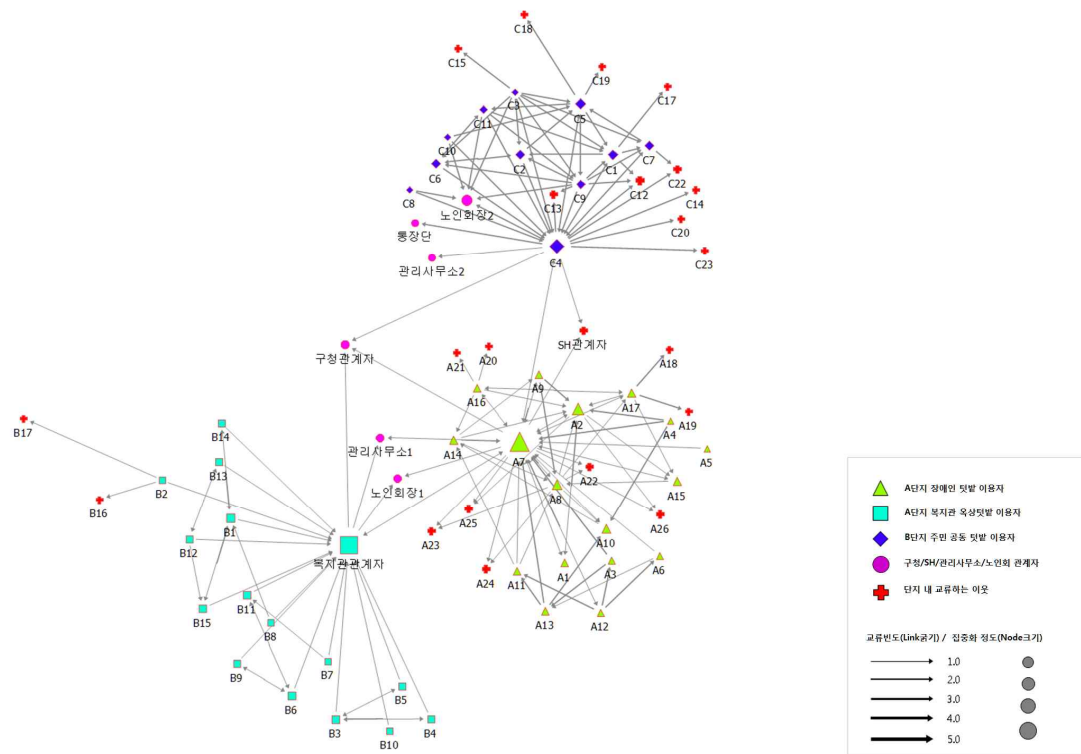 C18
C15
C19
C17
C3
C5
C11
C10
C2
C1
C7
C6
C22
C12
C9
C13
C8
C14
노인회장2
통장단
C20
C4
C23
관리사무소2
SH관계자
구청관계자
A21
A20
A18
A9
A16
A17
A2
A19
A4
B17
B14
관리사무소1
A14
A7
A5
B13
A22
B2
노인회장1
A8
A15
B16
A25
A26
B1
A23
A10
B12
복지관관계자
A24
A11
A1
A3
A6
B11
B15
A13
A12
B8
B9
B7
B6
B5
B3
B10
B4
A단지 장애인 텃밭 이용자
A단지 복지관 옥상텃밭 이용자
B단지 주민 공동 텃밭 이용자
구청/SH/관리사무소/노인회 관계자
단지 내 교류하는 이웃
교류빈도(Link굵기) / 집중화 정도(Node크기)
1.0
2.0
3.0
4.0
5.0